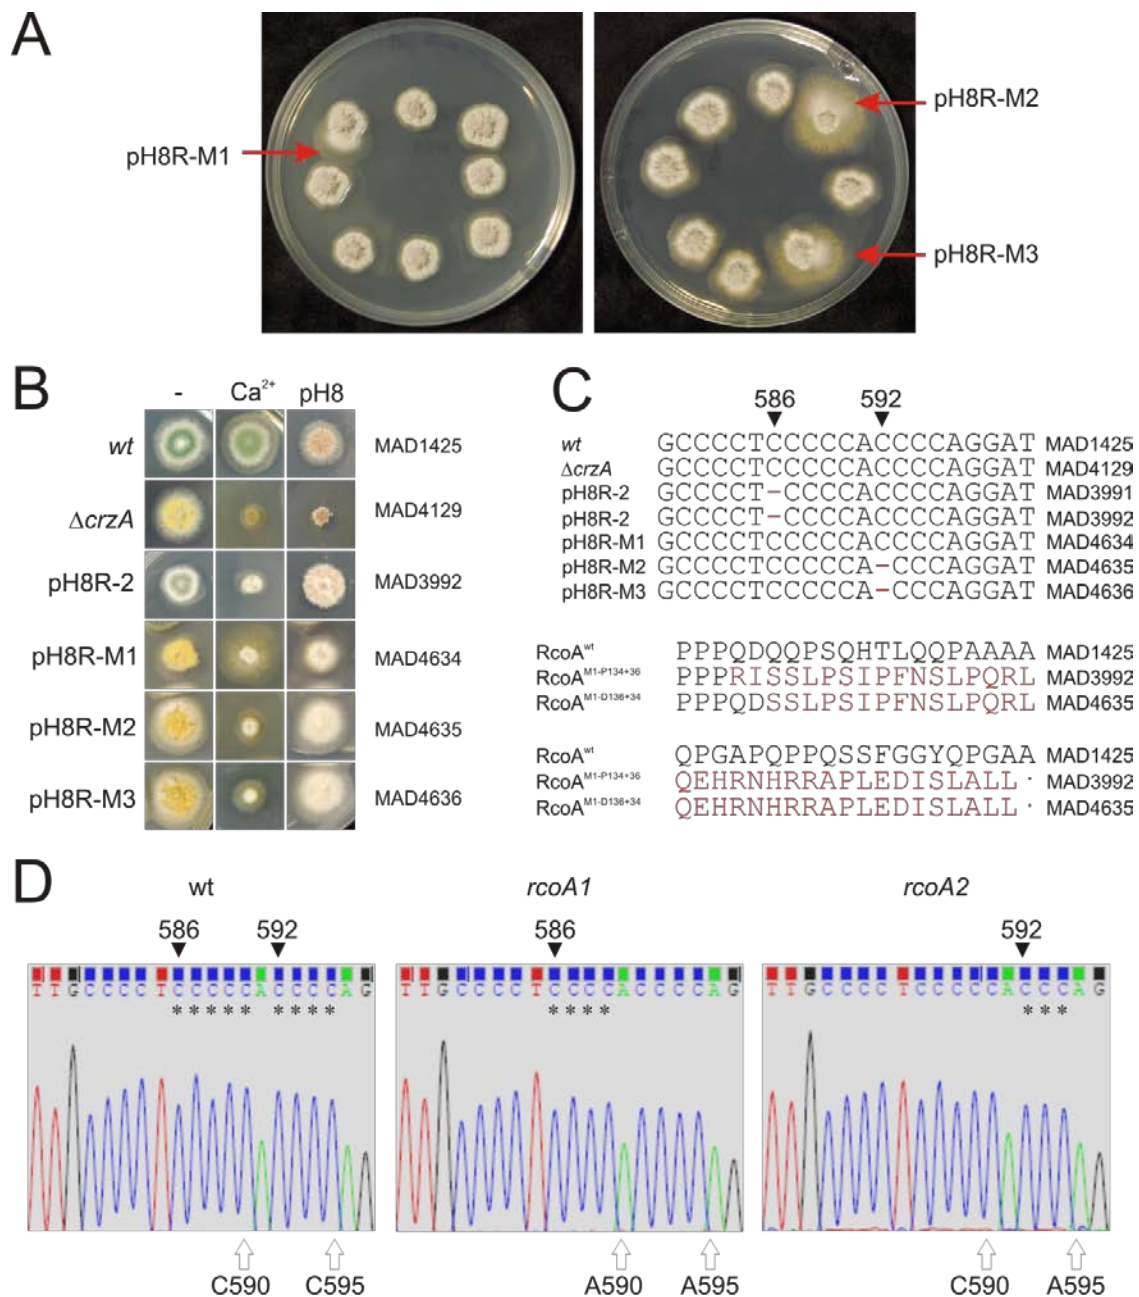 A
pH8R-M1
pH8R-M2
pH8R-M3
B
- Ca2+ pH8
wt MAD1425
ΔcrzA MAD4129
pH8R-2 MAD3992
pH8R-M1 MAD4634
pH8R-M2 MAD4635
pH8R-M3 MAD4636
C
586 592
wt GCCCCTCCCCCACCCCAGGAT MAD1425
ΔcrzA GCCCCTCCCCCACCCCAGGAT MAD4129
pH8R-2 GCCCCT-CCCCACCCCAGGAT MAD3991
pH8R-2 GCCCCT-CCCCACCCCAGGAT MAD3992
pH8R-M1 GCCCCTCCCCCACCCCAGGAT MAD4634
pH8R-M2 GCCCCTCCCCCA-CCCAGGAT MAD4635
pH8R-M3 GCCCCTCCCCCA-CCCAGGAT MAD4636
RcoAwt PPPQDQQPSQHTLQQPAAAA MAD1425
RcoAM1-P134+36 PPPRISSLPSIPFNSLPQRL MAD3992
RcoAM1-D136+34 PPPQDSSLPSIPFNSLPQRL MAD4635
RcoAwt QPGAPQPPQSSFGGYQPGAA MAD1425
RcoAM1-P134+36 QEHRNHRRAPLEDISLALL · MAD3992
RcoAM1-D136+34 QEHRNHRRAPLEDISLALL · MAD4635
D
wt rcoA1 rcoA2
586 592 586 592
TTGCCCCTCCCCCACCCCAG TTGCCCCTCCCCACCCCAG TTGCCCCTCCCCCACCCAG
* * * * * * * * * * * * * * * *
C590 C595 A590 A595 C590 A595